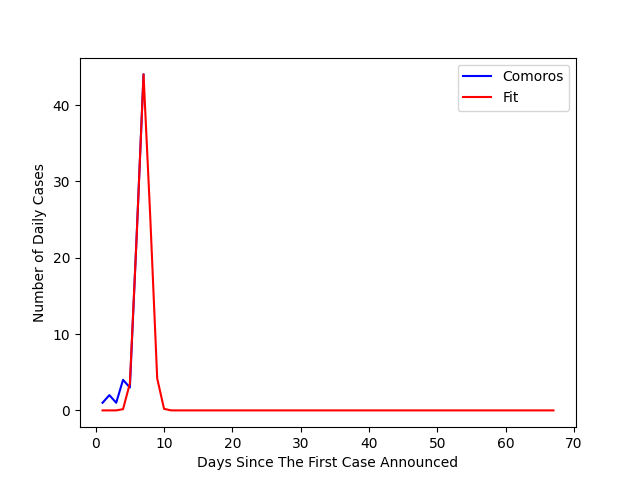 Comoros
Fit
Number of Daily Cases
40
30
20
10
0
0 10 20 30 40 50 60 70
Days Since The First Case Announced